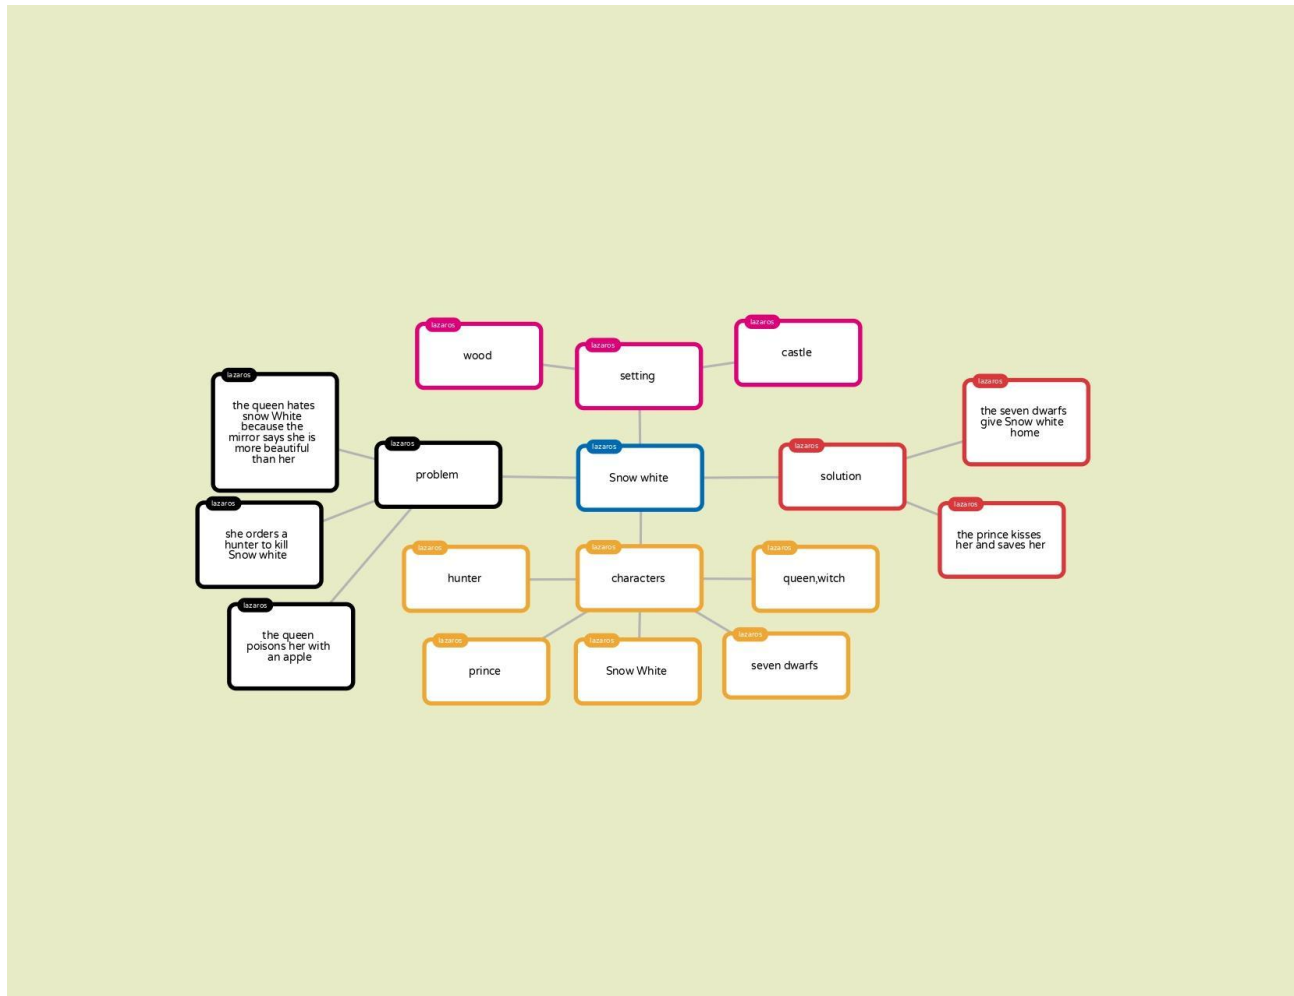 lazaros
wood
lazaros
setting
lazaros
castle
lazaros
the queen hates
snow White
because the
mirror says she is
more beautiful
than her
lazaros
problem
lazaros
Snow white
lazaros
solution
lazaros
the seven dwarfs
give Snow white
home
lazaros
she orders a
hunter to kill
Snow white
lazaros
the prince kisses
her and saves her
lazaros
hunter
lazaros
characters
lazaros
queen,witch
lazaros
the queen
poisons her with
an apple
lazaros
prince
lazaros
Snow White
lazaros
seven dwarfs